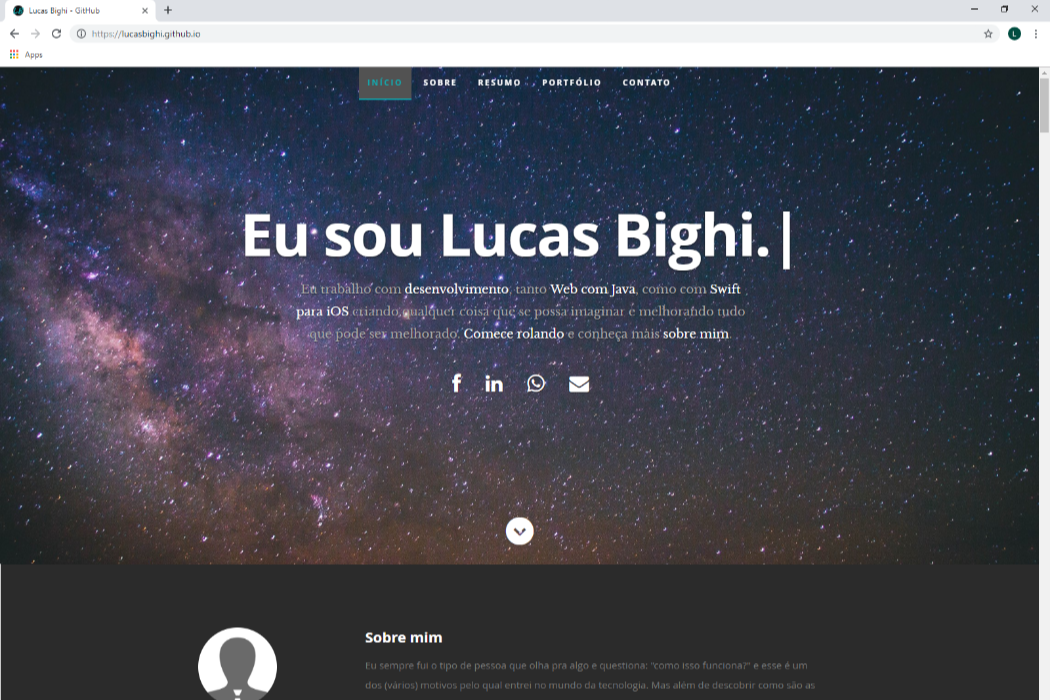 Lucas Bighi - GitHub
https://lucasbighi.github.io
Apps
INÍCIO SOBRE RESUMO PORTFÓLIO CONTATO
Eu sou Lucas Bighi.|
Eu trabalho com desenvolvimento, tanto Web com Java, como com Swift
para iOS criando qualquer coisa que se possa imaginar e melhorando tudo
que pode ser melhorado. Comece rolando e conheça mais sobre mim.
Sobre mim
Eu sempre fui o tipo de pessoa que olha pra algo e questiona: "como isso funciona?" e esse é um
dos (vários) motivos pelo qual entrei no mundo da tecnologia. Mas além de descobrir como são as